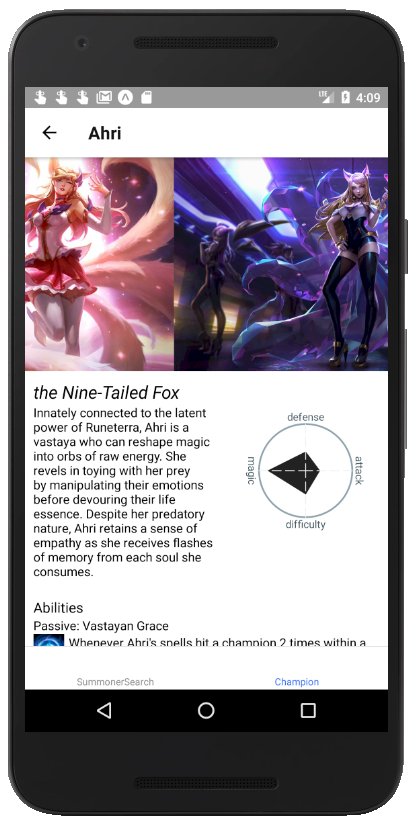 LTE 4:09
Ahri
the Nine-Tailed Fox
Innately connected to the latent
power of Runeterra, Ahri is a
vastaya who can reshape magic
into orbs of raw energy. She
revels in toying with her prey
by manipulating their emotions
before devouring their life
essence. Despite her predatory
nature, Ahri retains a sense of
empathy as she receives flashes
of memory from each soul she
consumes.
defense
magic
attack
difficulty
Abilities
Passive: Vastayan Grace
Whenever Ahri's spells hit a champion 2 times within a
SummonerSearch
Champion